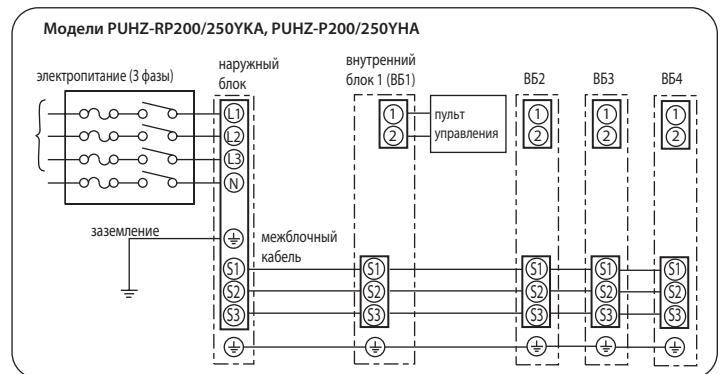 Модели PUHZ-RP200/250YKA, PUHZ-P200/250YHA
электропитание (3 фазы)
наружный
блок
внутренний
блок 1 (ВБ1)
ВБ2
ВБ3
ВБ4
L1
L2
L3
N
1
2
пульт
управления
1
2
1
2
1
2
заземление
межблочный
кабель
S1
S2
S3
S1
S2
S3
S1
S2
S3
S1
S2
S3
S1
S2
S3